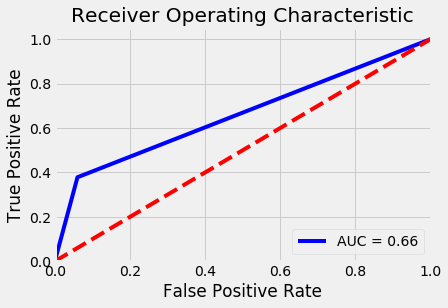 Receiver Operating Characteristic
True Positive Rate
1.0
0.8
0.6
0.4
0.2
0.0
0.0 0.2 0.4 0.6 0.8 1.0
False Positive Rate
AUC = 0.66